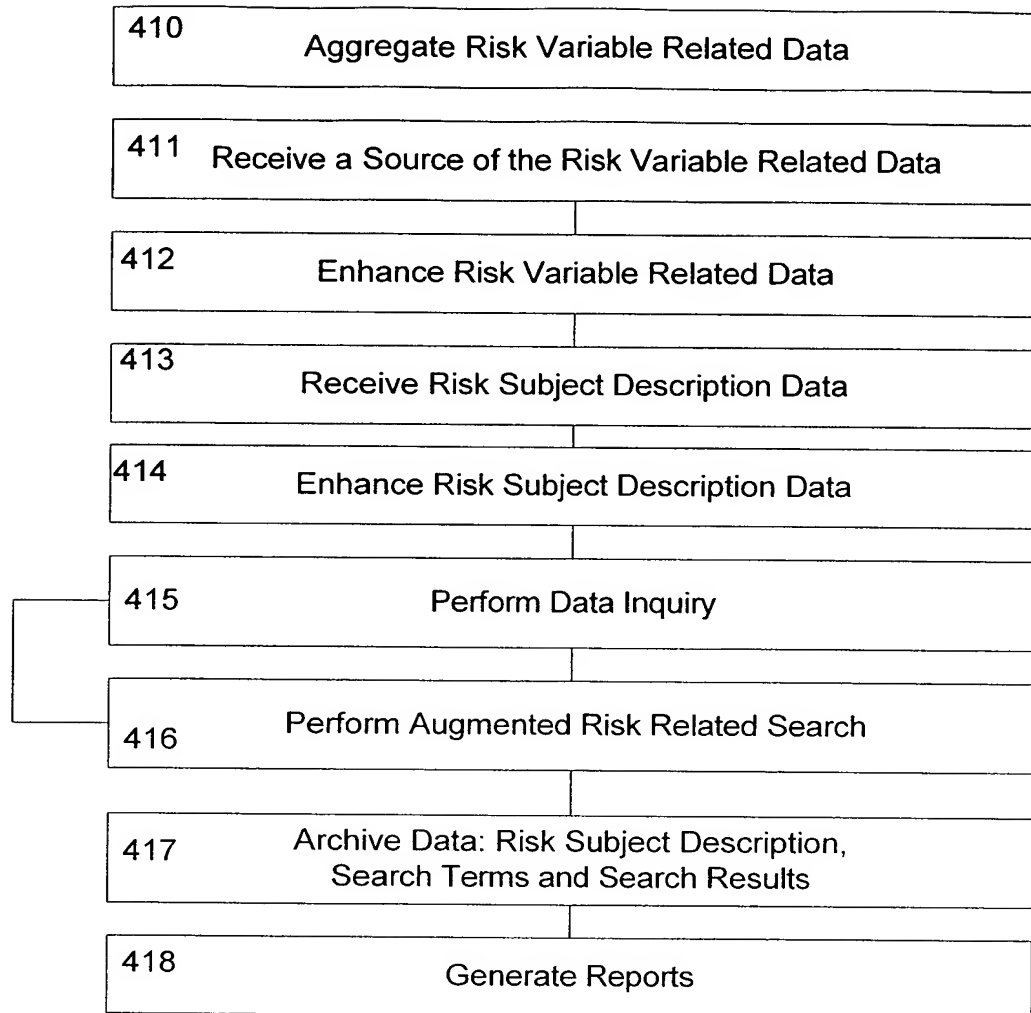 410
Aggregate Risk Variable Related Data
411
Receive a Source of the Risk Variable Related Data
412
Enhance Risk Variable Related Data
413
Receive Risk Subject Description Data
414
Enhance Risk Subject Description Data
415
Perform Data Inquiry
416
Perform Augmented Risk Related Search
417
Archive Data: Risk Subject Description,
Search Terms and Search Results
418
Generate Reports